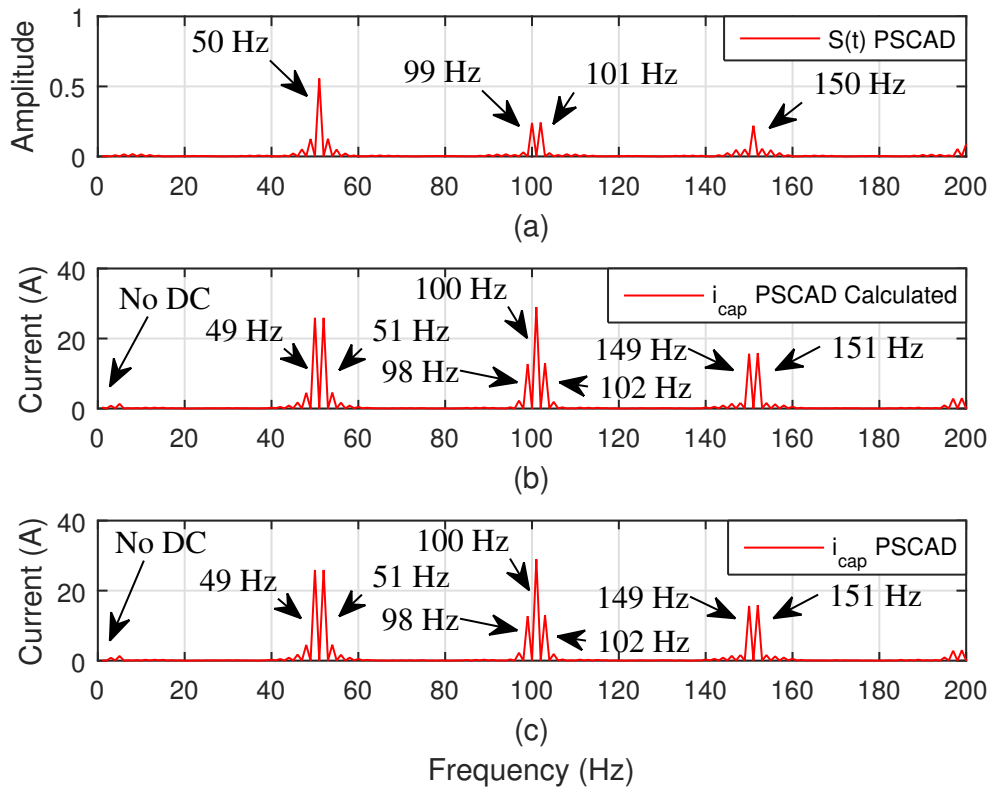 1
0.5
0
Amplitude
50 Hz
99 Hz
101 Hz
150 Hz
S(t) PSCAD
0 20 40 60 80 100 120 140 160 180 200
(a)
40
20
0
Current (A)
No DC
49 Hz
51 Hz
100 Hz
98 Hz
102 Hz
149 Hz
151 Hz
i_cap PSCAD Calculated
0 20 40 60 80 100 120 140 160 180 200
(b)
40
20
0
Current (A)
No DC
49 Hz
51 Hz
100 Hz
98 Hz
102 Hz
149 Hz
151 Hz
i_cap PSCAD
0 20 40 60 80 100 120 140 160 180 200
(c)
Frequency (Hz)